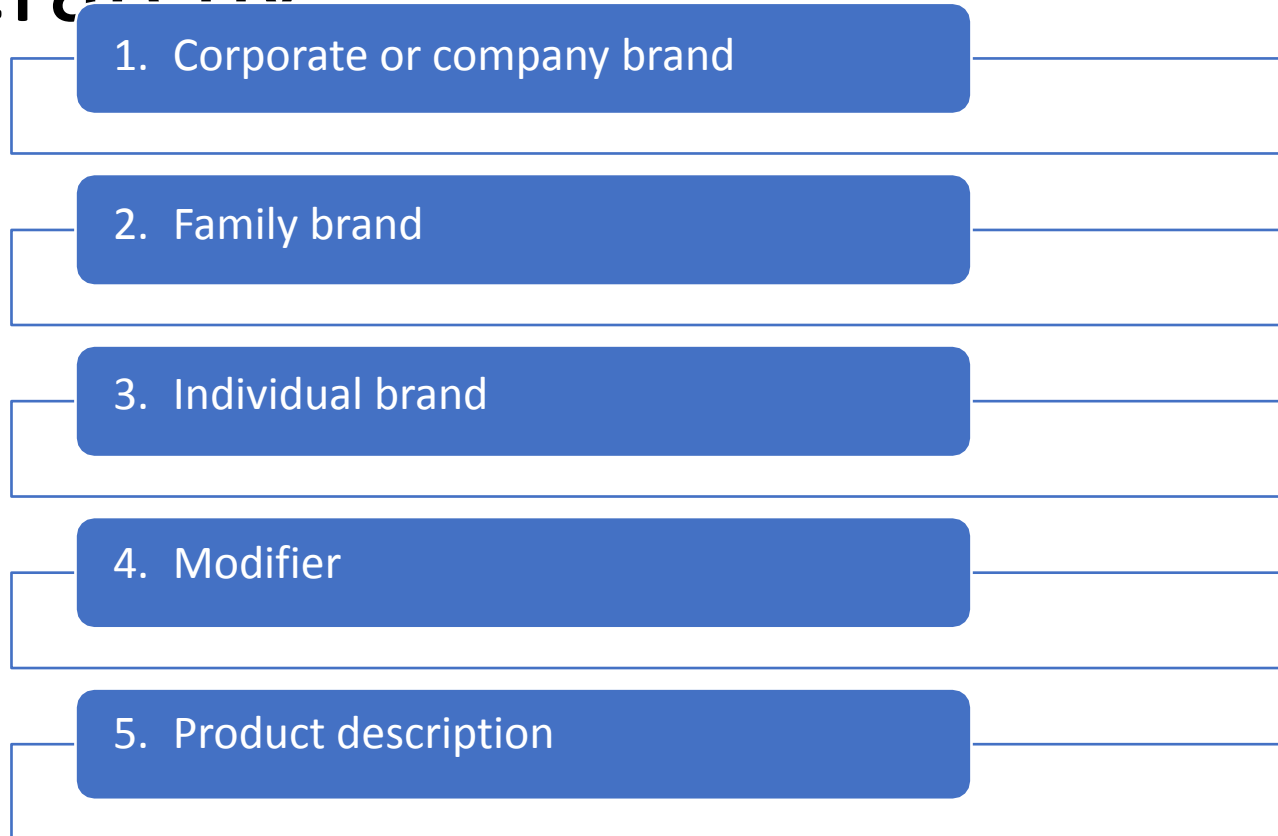 1. Corporate or company brand
2. Family brand
3. Individual brand
4. Modifier
5. Product description